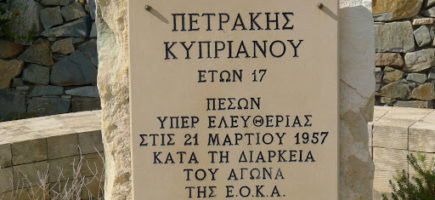 ΠΕΤΡΑΚΗΣ
ΚΥΠΡΙΑΝΟΥ
ΕΤΩΝ 17
ΠΕΣΩΝ
ΥΠΕΡ ΕΛΕΥΘΕΡΙΑΣ
ΣΤΙΣ 21 ΜΑΡΤΙΟΥ 1957
ΚΑΤΑ ΤΗ ΔΙΑΡΚΕΙΑ
ΤΟΥ ΑΓΩΝΑ
ΤΗΣ Ε.Ο.Κ.Α.